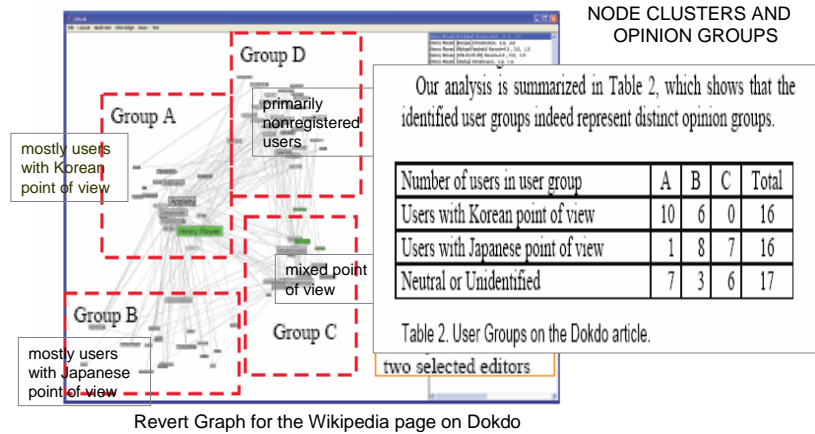 NODE CLUSTERS AND
OPINION GROUPS
Dokdo
Group D
Group A
primarily
nonregistered
users
mostly users
with Korean
point of view
Appleby
Henry Flower
mixed point
of view
Group B
Group C
mostly users
with Japanese
point of view
Our analysis is summarized in Table 2, which shows that the
identified user groups indeed represent distinct opinion groups.
Number of users in user group A B C Total
Users with Korean point of view 10 6 0 16
Users with Japanese point of view 1 8 7 16
Neutral or Unidentified 7 3 6 17
Table 2. User Groups on the Dokdo article.
two selected editors
Revert Graph for the Wikipedia page on Dokdo